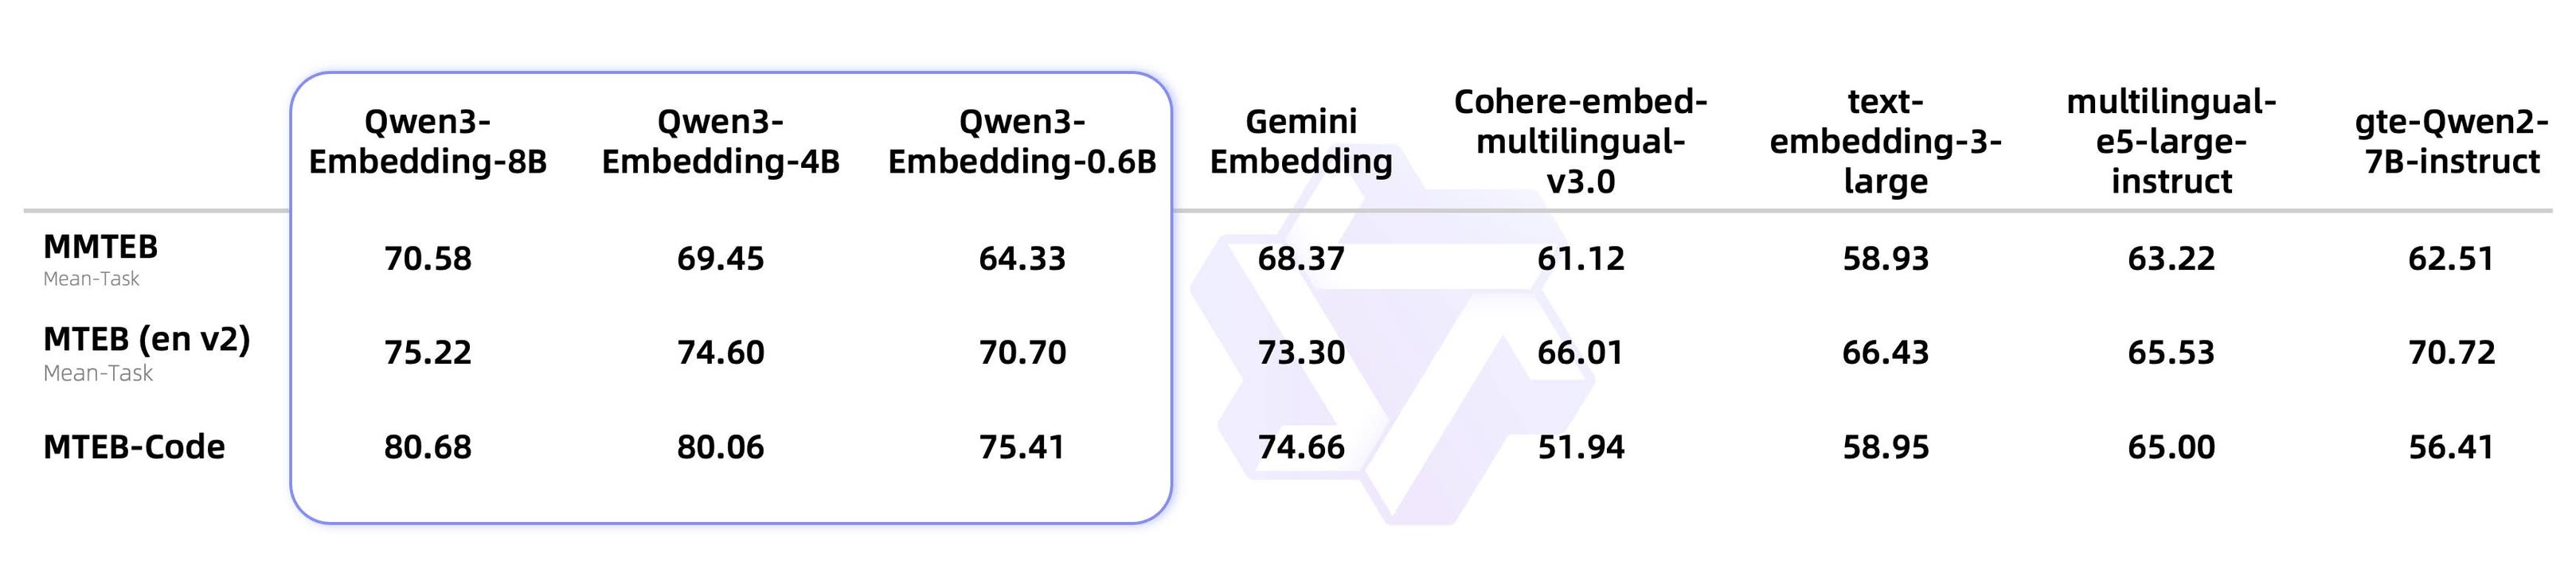 Qwen3-
Embedding-8B
Qwen3-
Embedding-4B
Qwen3-
Embedding-0.6B
Gemini
Embedding
Cohere-embed-
multilingual-
v3.0
text-
embedding-3-
large
multilingual-
e5-large-
instruct
gte-Qwen2-
7B-instruct
MMTEB
Mean-Task
70.58 69.45 64.33 68.37 61.12 58.93 63.22 62.51
MTEB (en v2)
Mean-Task
75.22 74.60 70.70 73.30 66.01 66.43 65.53 70.72
MTEB-Code 80.68 80.06 75.41 74.66 51.94 58.95 65.00 56.41